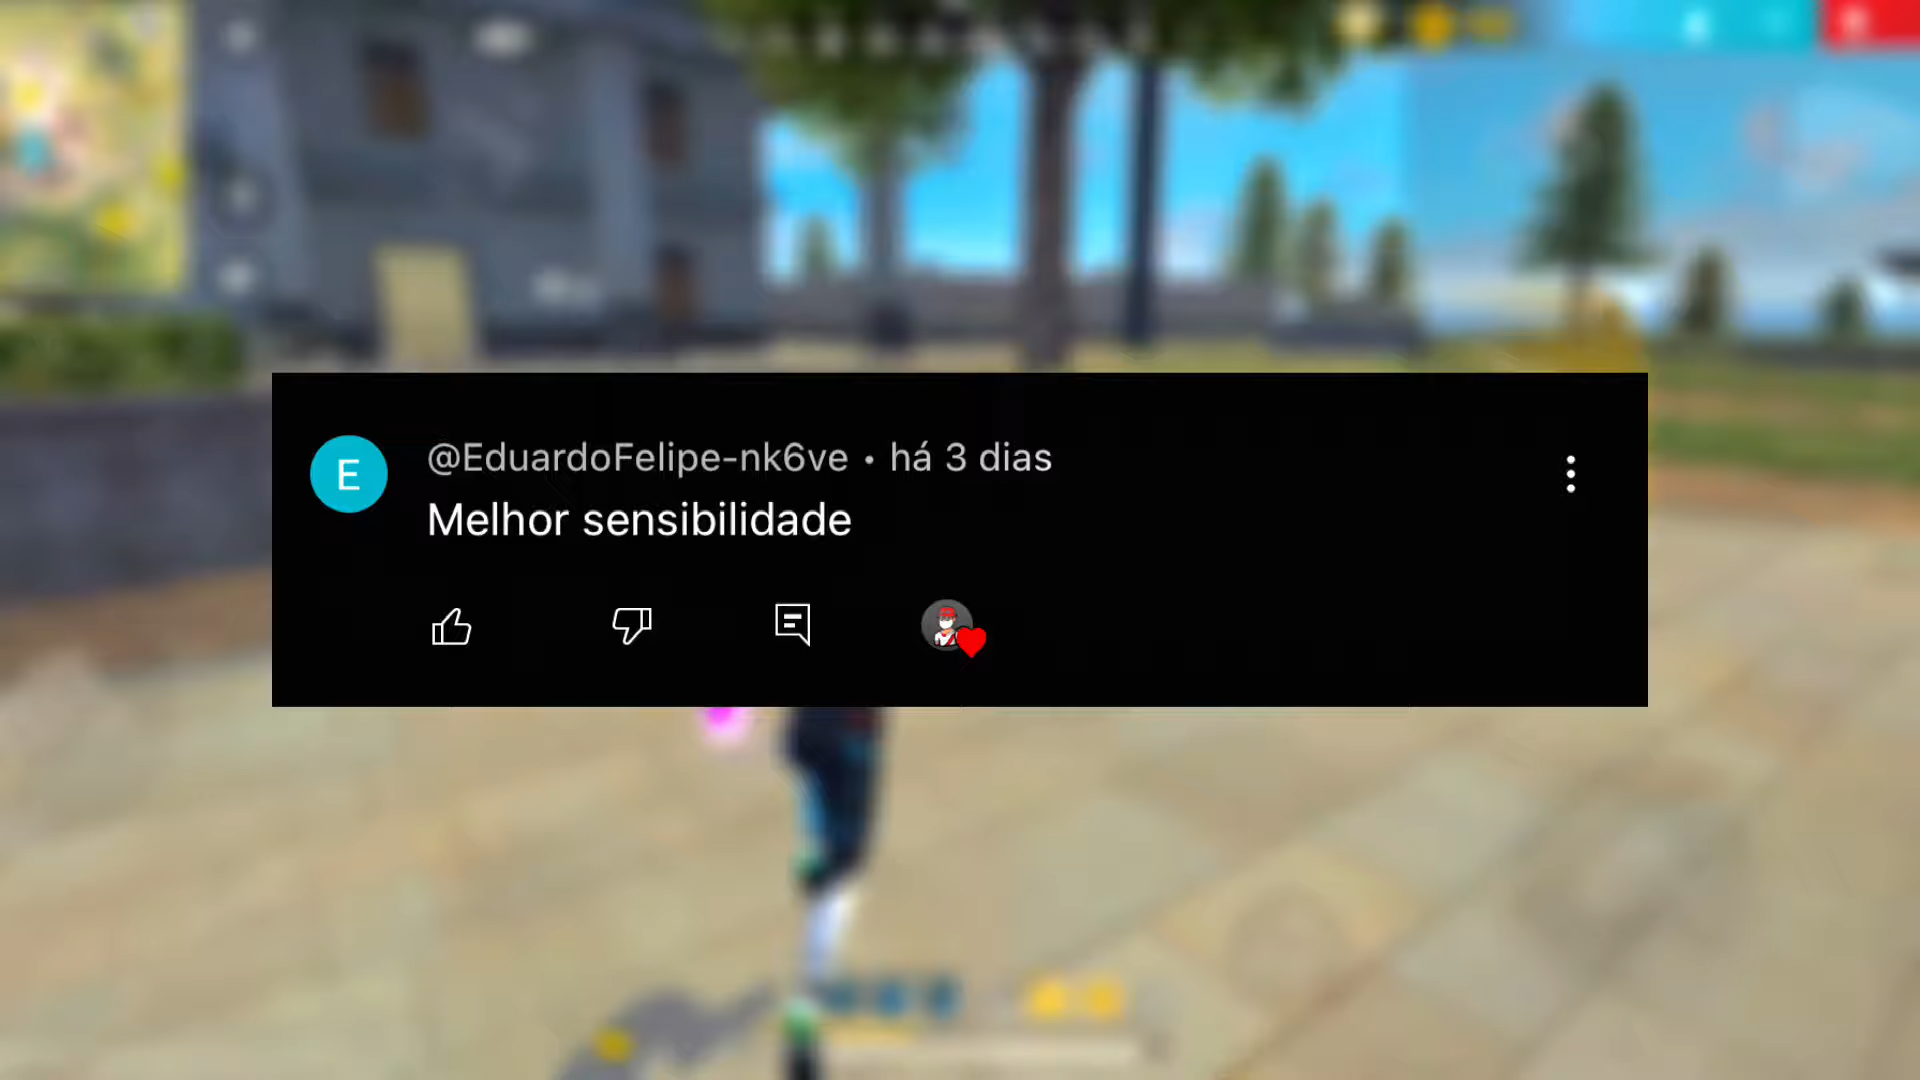 E
@EduardoFelipe-nk6ve • há 3 dias
Melhor sensibilidade